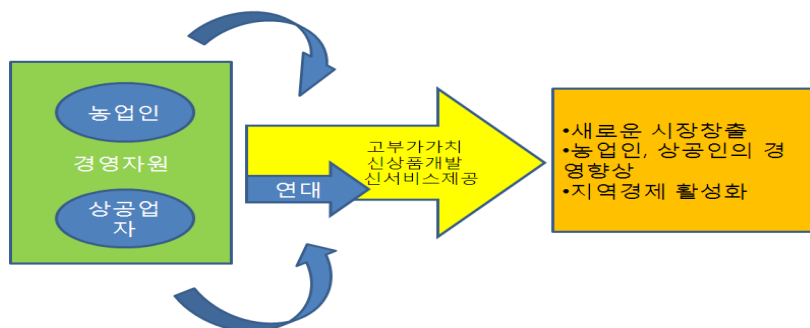 농업인
경영자원
상공업
자
고부가가치
신상품개발
신서비스제공
연대
•새로운 시장창출
•농업인, 상공인의 경
영향상
•지역경제 활성화